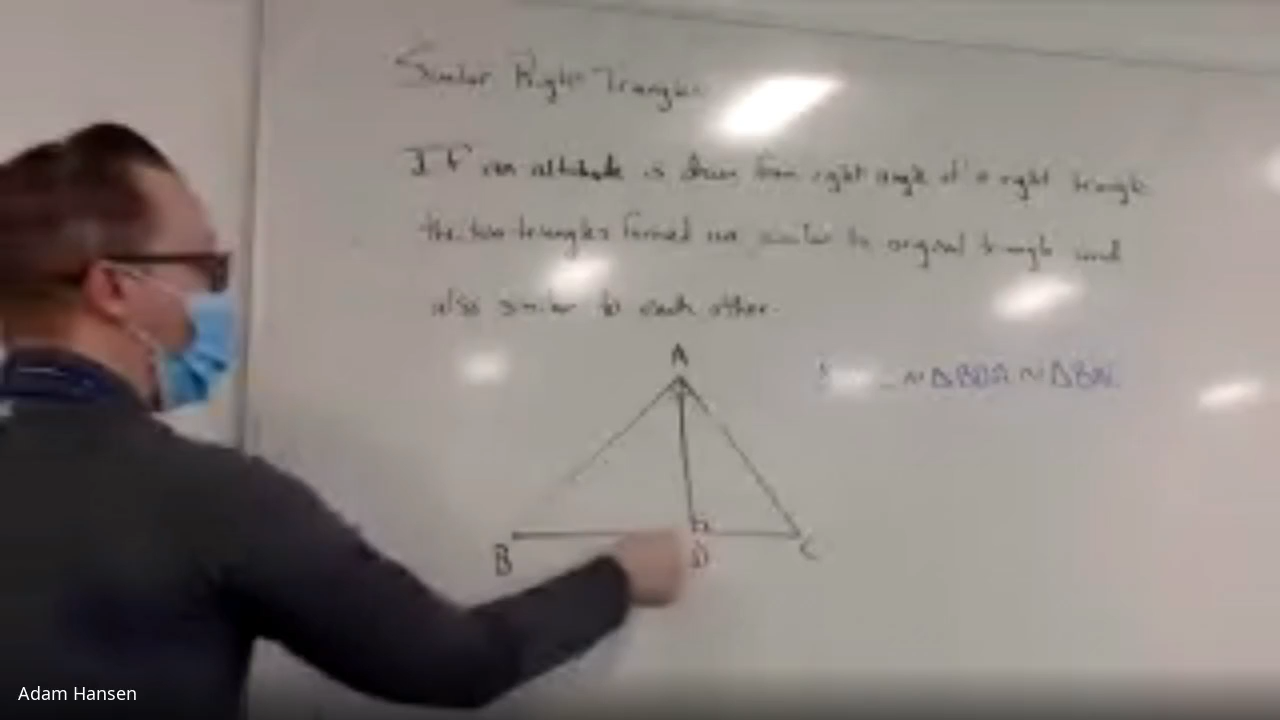 Similar Right Triangles
If an altitude is drawn from right angle of a right triangle
the two triangles formed are similar to original triangle and
also similar to each other.
A
~ΔBDA ~Δ
B
D
C
Adam Hansen